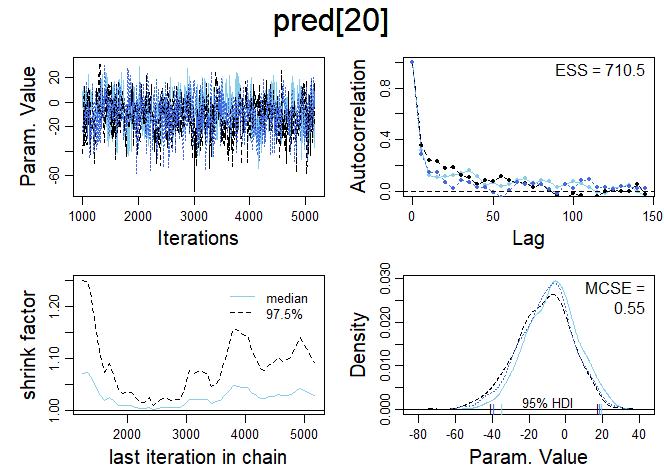 pred[20]
Param. Value
20
0
-20
-60
1000
2000
3000
4000
5000
Iterations
Autocorrelation
0.8
0.4
0.0
ESS = 710.5
0
50
100
150
Lag
shrink factor
1.20
1.10
1.00
median
97.5%
2000
3000
4000
5000
last iteration in chain
Density
0.030
0.020
0.010
0.000
MCSE =
0.55
95% HDI
-80
-60
-40
-20
0
20
40
Param. Value